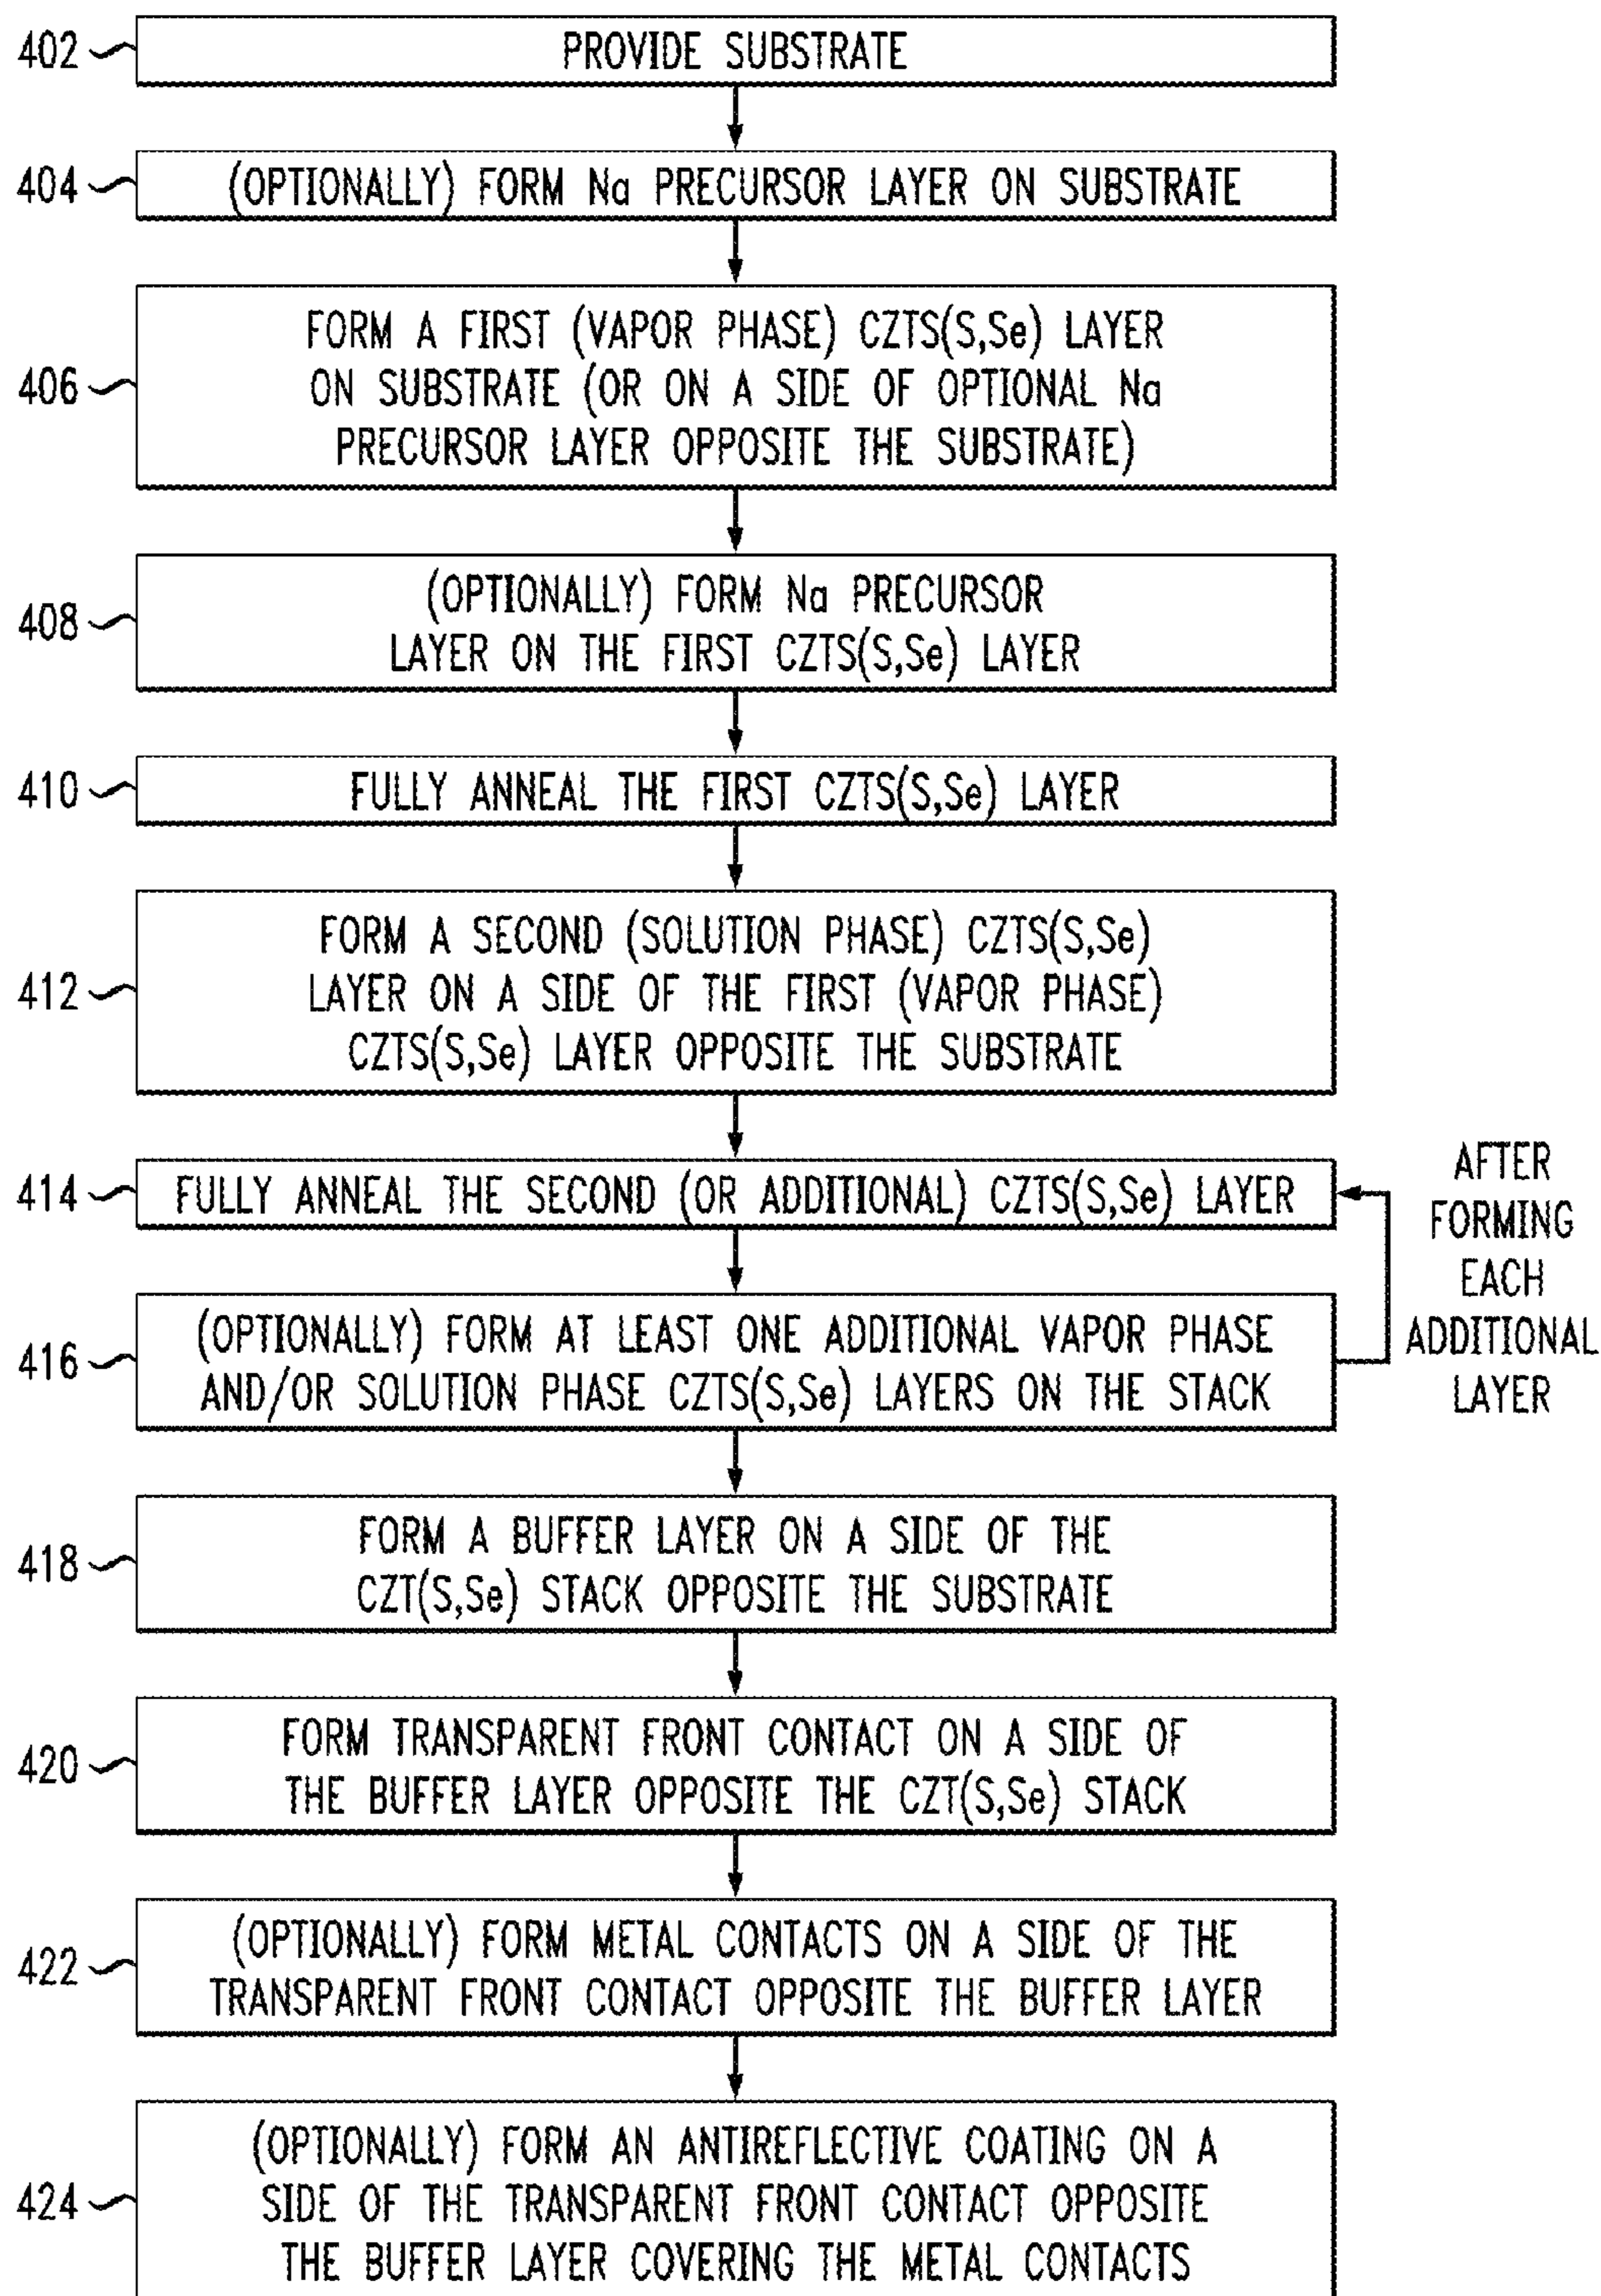 402
PROVIDE SUBSTRATE
404
(OPTIONALLY) FORM Na PRECURSOR LAYER ON SUBSTRATE
406
FORM A FIRST (VAPOR PHASE) CZTS(S,Se) LAYER
ON SUBSTRATE (OR ON A SIDE OF OPTIONAL Na
PRECURSOR LAYER OPPOSITE THE SUBSTRATE)
408
(OPTIONALLY) FORM Na PRECURSOR
LAYER ON THE FIRST CZTS(S,Se) LAYER
410
FULLY ANNEAL THE FIRST CZTS(S,Se) LAYER
412
FORM A SECOND (SOLUTION PHASE) CZTS(S,Se)
LAYER ON A SIDE OF THE FIRST (VAPOR PHASE)
CZTS(S,Se) LAYER OPPOSITE THE SUBSTRATE
414
FULLY ANNEAL THE SECOND (OR ADDITIONAL) CZTS(S,Se) LAYER
AFTER
FORMING
EACH
ADDITIONAL
LAYER
416
(OPTIONALLY) FORM AT LEAST ONE ADDITIONAL VAPOR PHASE
AND/OR SOLUTION PHASE CZTS(S,Se) LAYERS ON THE STACK
418
FORM A BUFFER LAYER ON A SIDE OF THE
CZT(S,Se) STACK OPPOSITE THE SUBSTRATE
420
FORM TRANSPARENT FRONT CONTACT ON A SIDE OF
THE BUFFER LAYER OPPOSITE THE CZT(S,Se) STACK
422
(OPTIONALLY) FORM METAL CONTACTS ON A SIDE OF THE
TRANSPARENT FRONT CONTACT OPPOSITE THE BUFFER LAYER
424
(OPTIONALLY) FORM AN ANTIREFLECTIVE COATING ON A
SIDE OF THE TRANSPARENT FRONT CONTACT OPPOSITE
THE BUFFER LAYER COVERING THE METAL CONTACTS